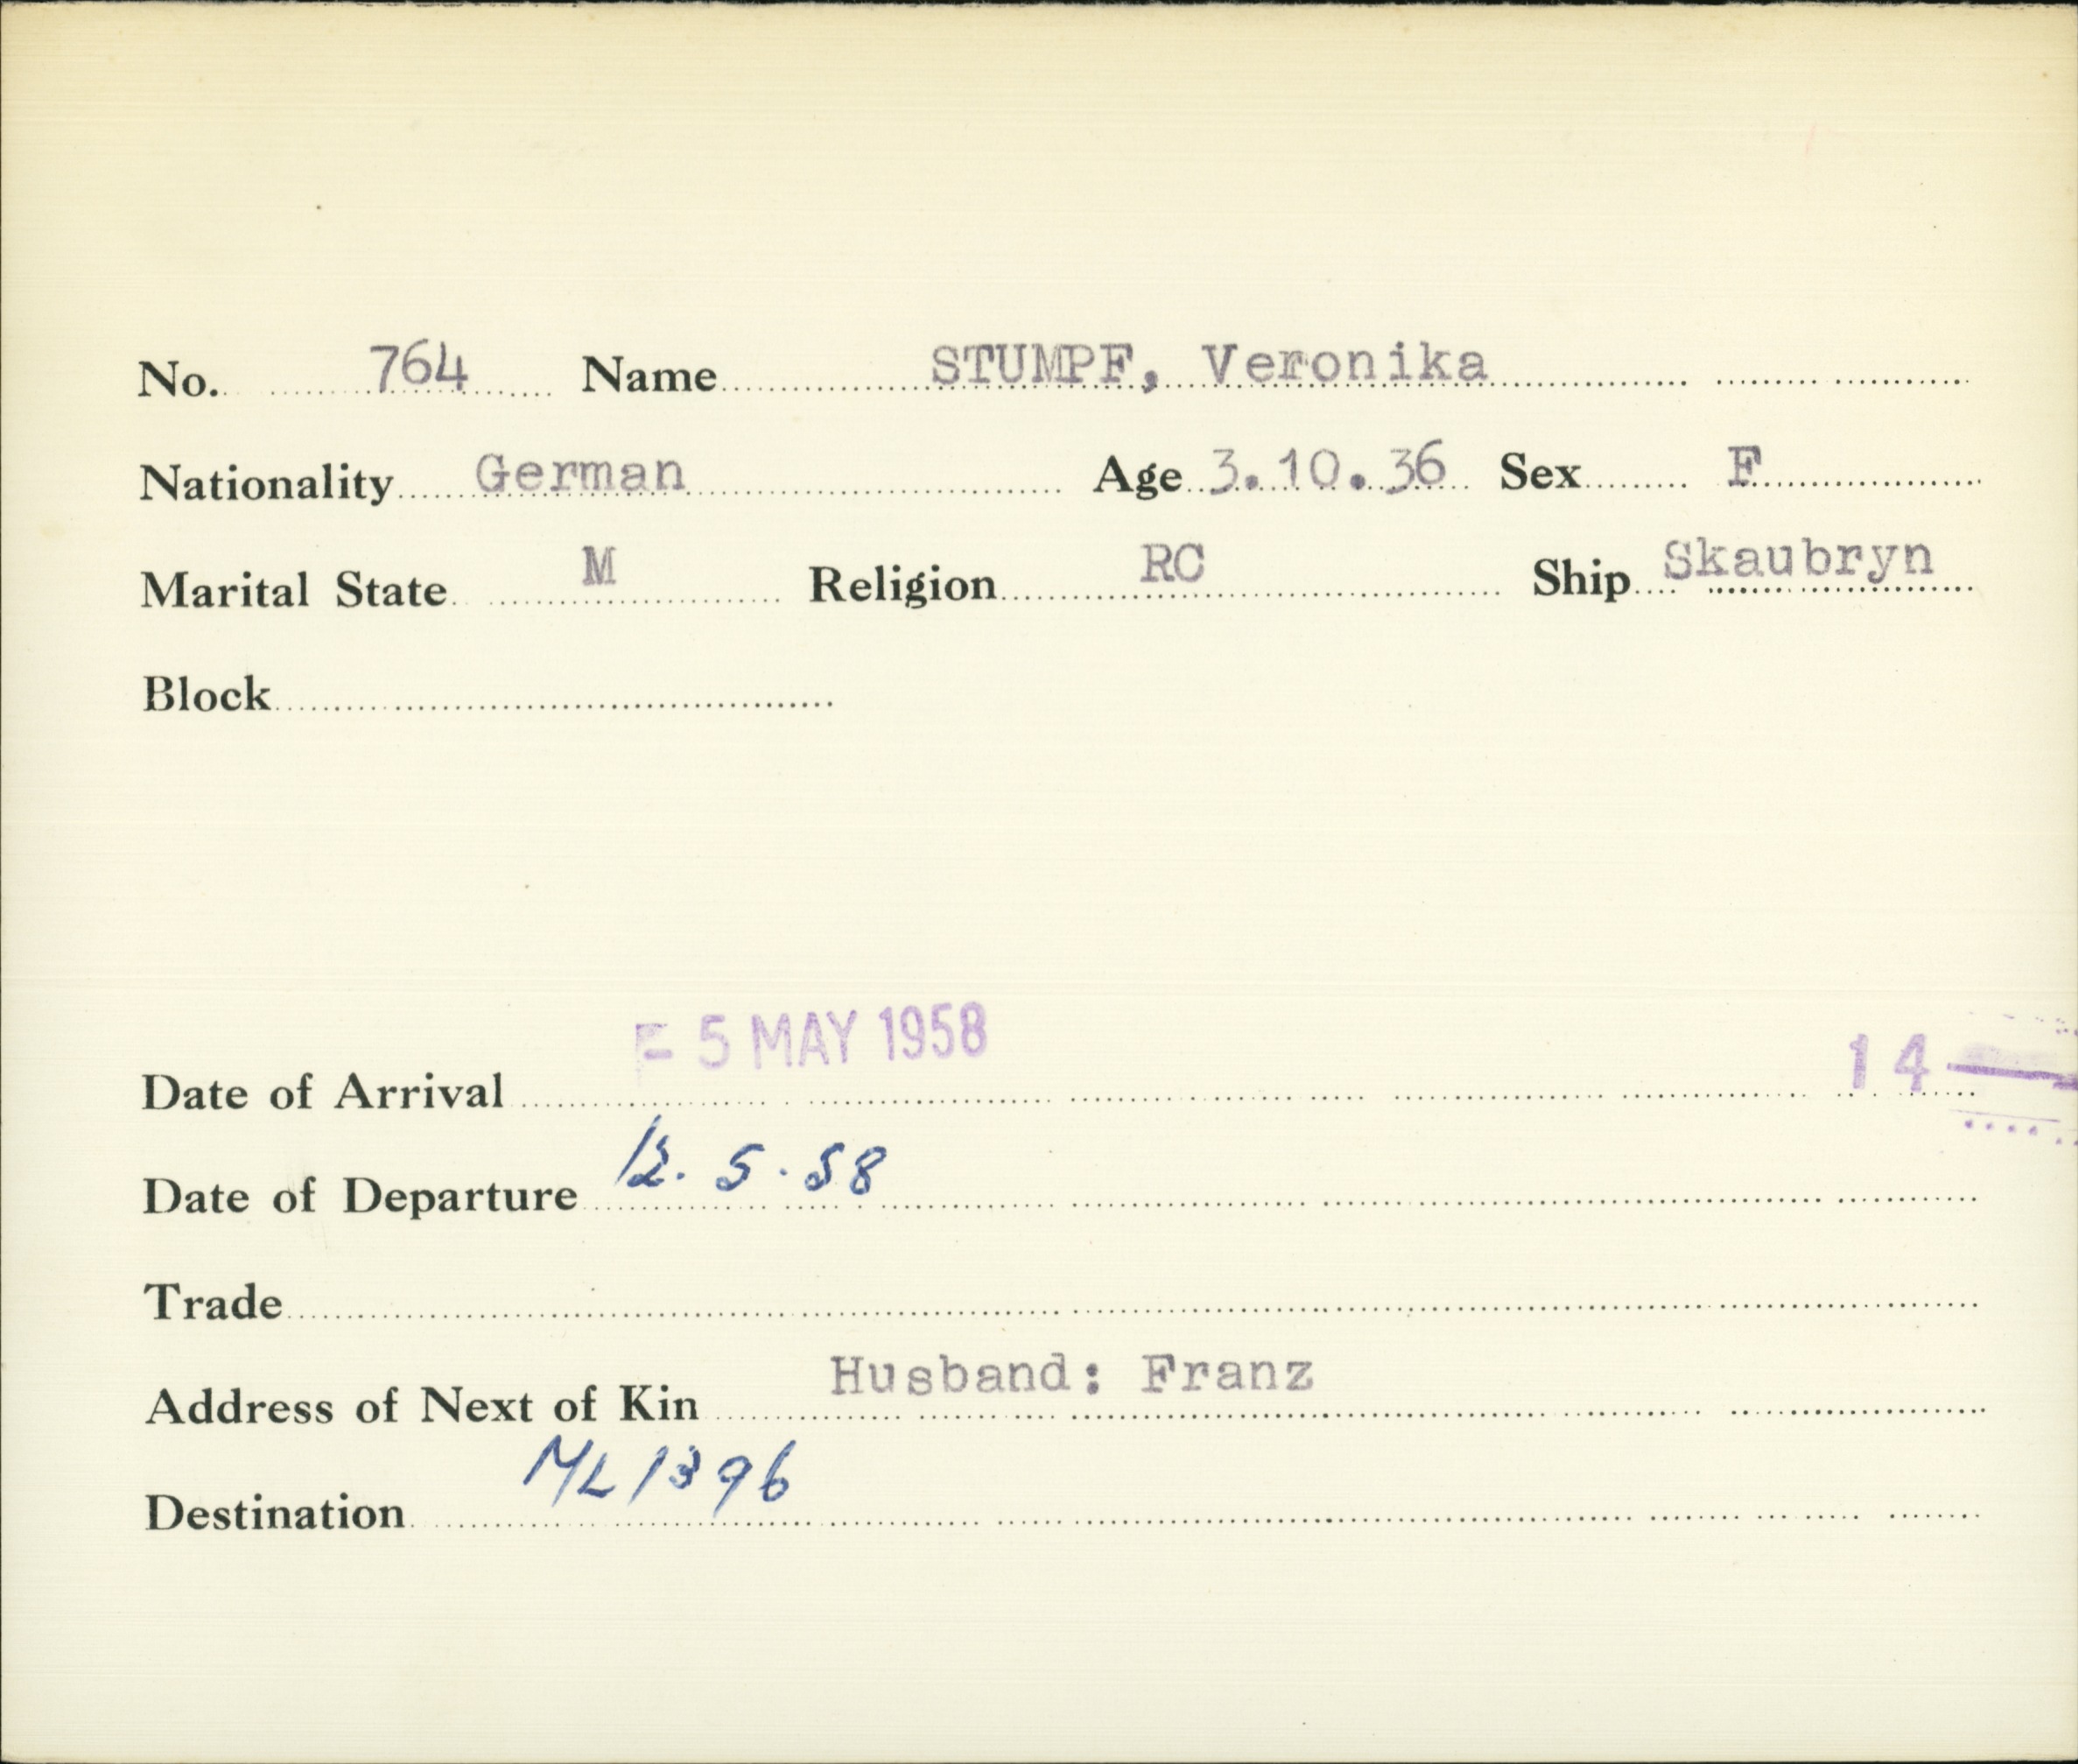 No. 764 Name STUMPF, Veronika
Nationality German Age 3.10.36 Sex F
Marital State M Religion RC Ship Skaubryn
Block
Date of Arrival = 5 MAY 1958 14
Date of Departure 12. 5. 58
Trade
Address of Next of Kin Husband: Franz
Destination ML 1396